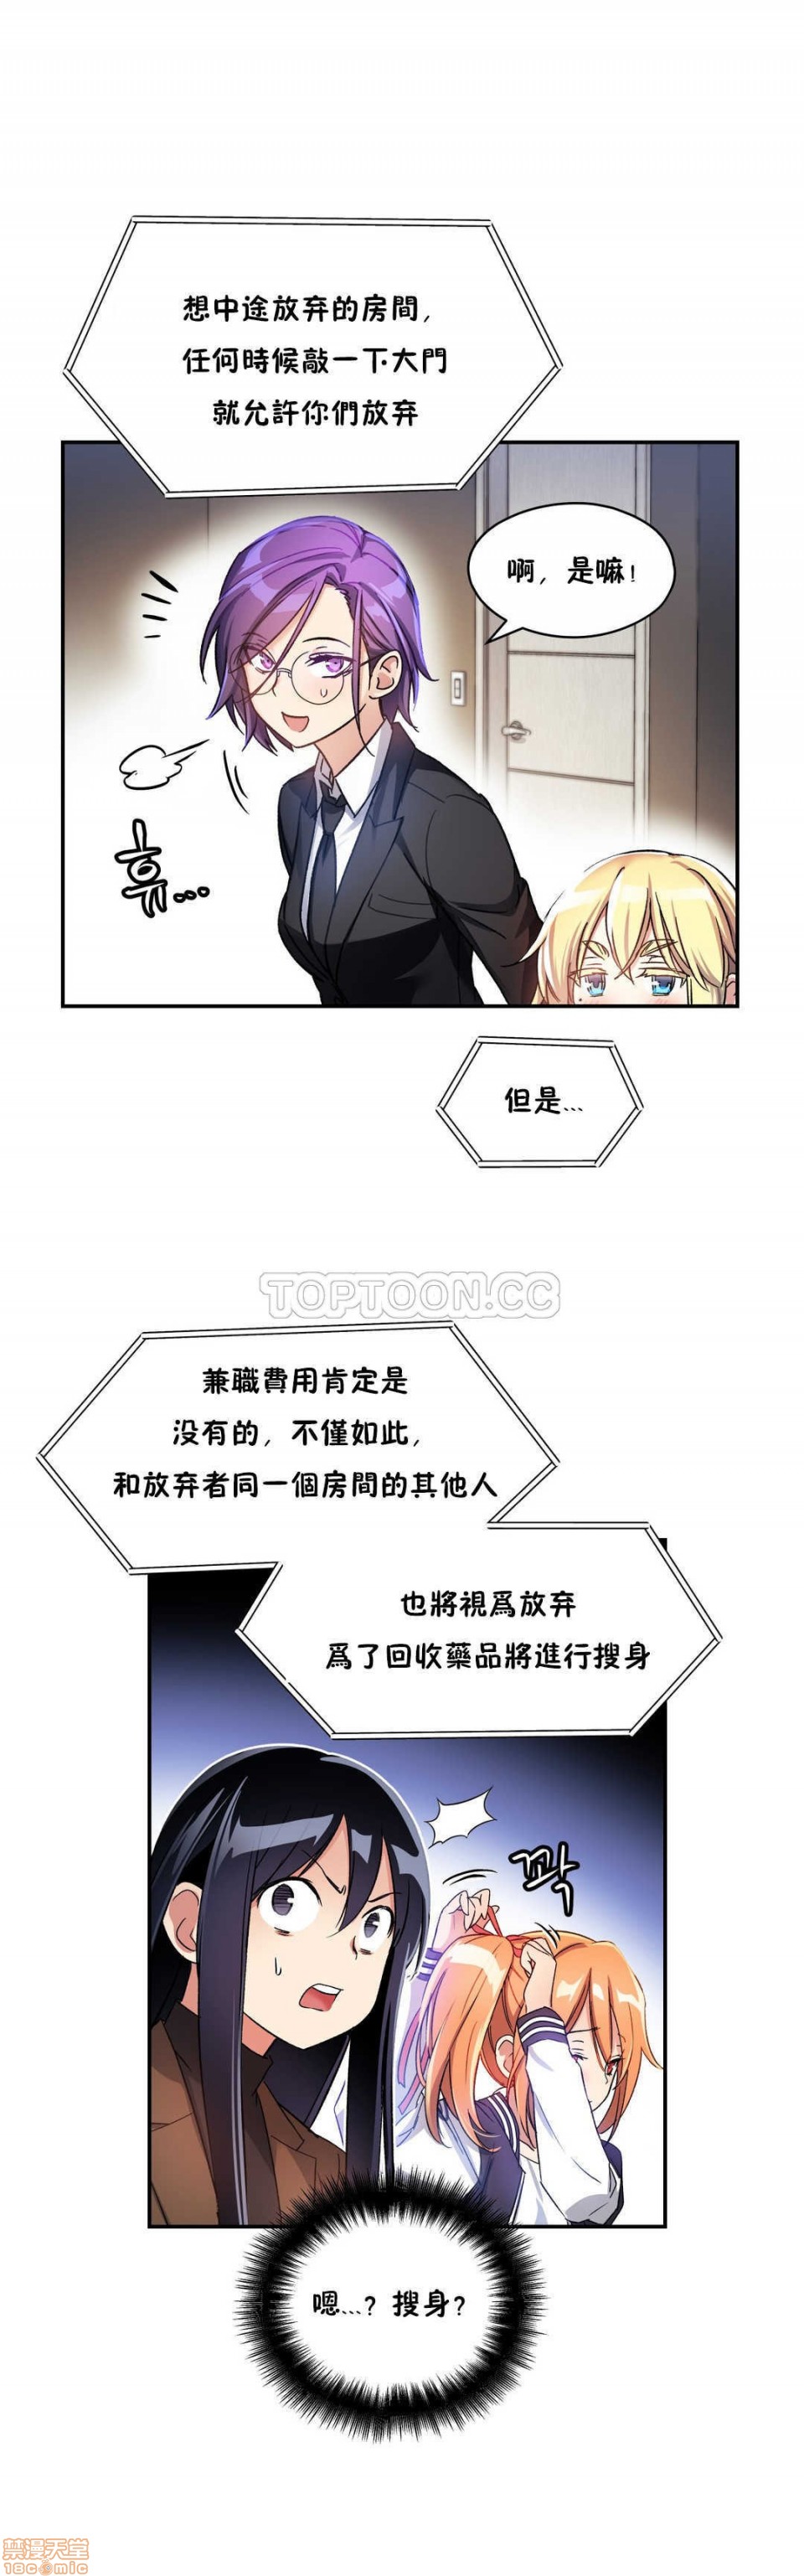 想中途放弃的房間,
任何時候敲一下大門
就允許你們放弃
啊, 是嘛!
휴...
但是...
TOPTOON.CC
兼職費用肯定是
没有的, 不僅如此,
和放弃者同一個房間的其他人
也將視爲放弃
爲了回收藥品將進行搜身
꽉
嗯...? 搜身?
禁漫天堂
18comic